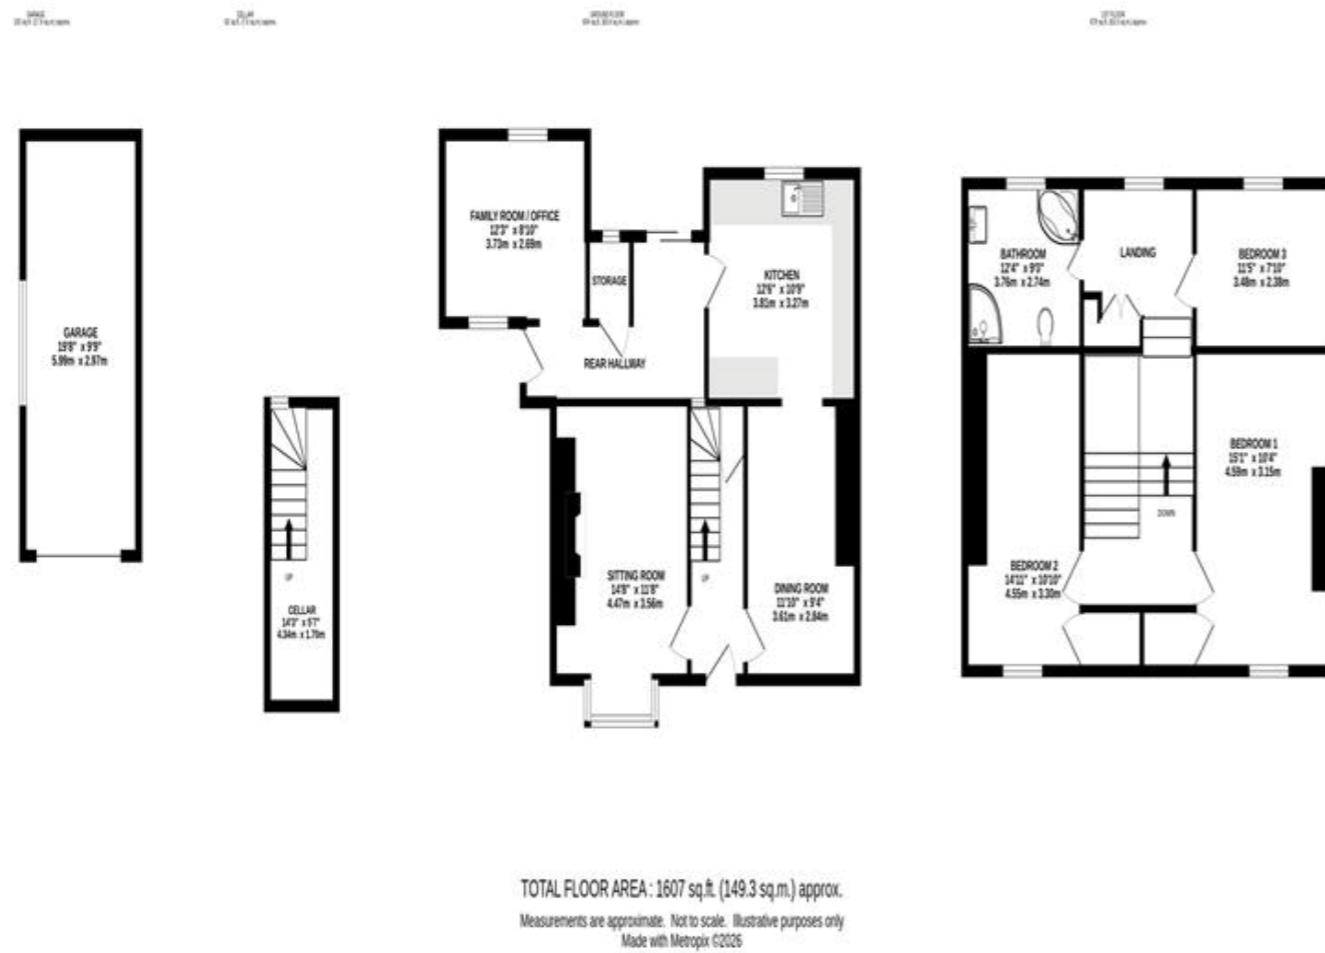 GARAGE
CELLAR
GROUND FLOOR
1ST FLOOR
FAMILY ROOM / OFFICE
12'3" x 8'10"
3.73m x 2.69m
STORAGE
KITCHEN
12'6" x 10'9"
3.81m x 3.27m
REAR HALLWAY
GARAGE
19'8" x 9'9"
5.99m x 2.97m
UP
CELLAR
14'3" x 5'7"
4.34m x 1.70m
SITTING ROOM
14'8" x 11'8"
4.47m x 3.56m
UP
DINING ROOM
11'10" x 9'4"
3.61m x 2.84m
BATHROOM
12'4" x 9'0"
3.76m x 2.74m
LANDING
BEDROOM 3
11'5" x 7'10"
3.48m x 2.38m
BEDROOM 1
15'1" x 10'4"
4.59m x 3.15m
DOWN
BEDROOM 2
14'11" x 10'10"
4.55m x 3.30m
TOTAL FLOOR AREA : 1607 sq.ft. (149.3 sq.m.) approx.
Measurements are approximate. Not to scale. Illustrative purposes only
Made with Metropix ©2026